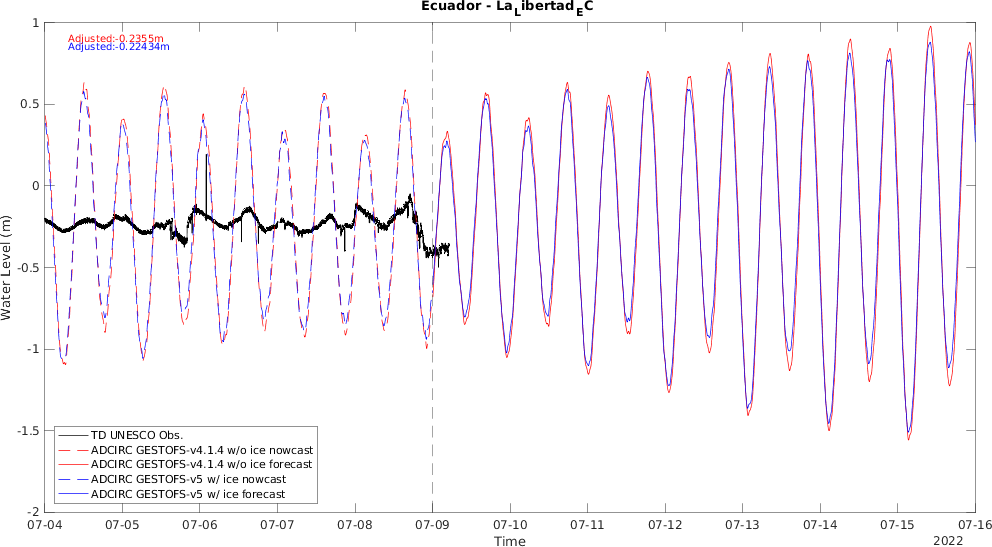 Ecuador - LaLibertadEC
Adjusted:-0.2355m
Adjusted:-0.22434m
1
0.5
0
-0.5
-1
-1.5
-2
Water Level (m)
TD UNESCO Obs.
ADCIRC GESTOFS-v4.1.4 w/o ice nowcast
ADCIRC GESTOFS-v4.1.4 w/o ice forecast
ADCIRC GESTOFS-v5 w/ ice nowcast
ADCIRC GESTOFS-v5 w/ ice forecast
07-04 07-05 07-06 07-07 07-08 07-09 07-10 07-11 07-12 07-13 07-14 07-15 07-16
Time
2022